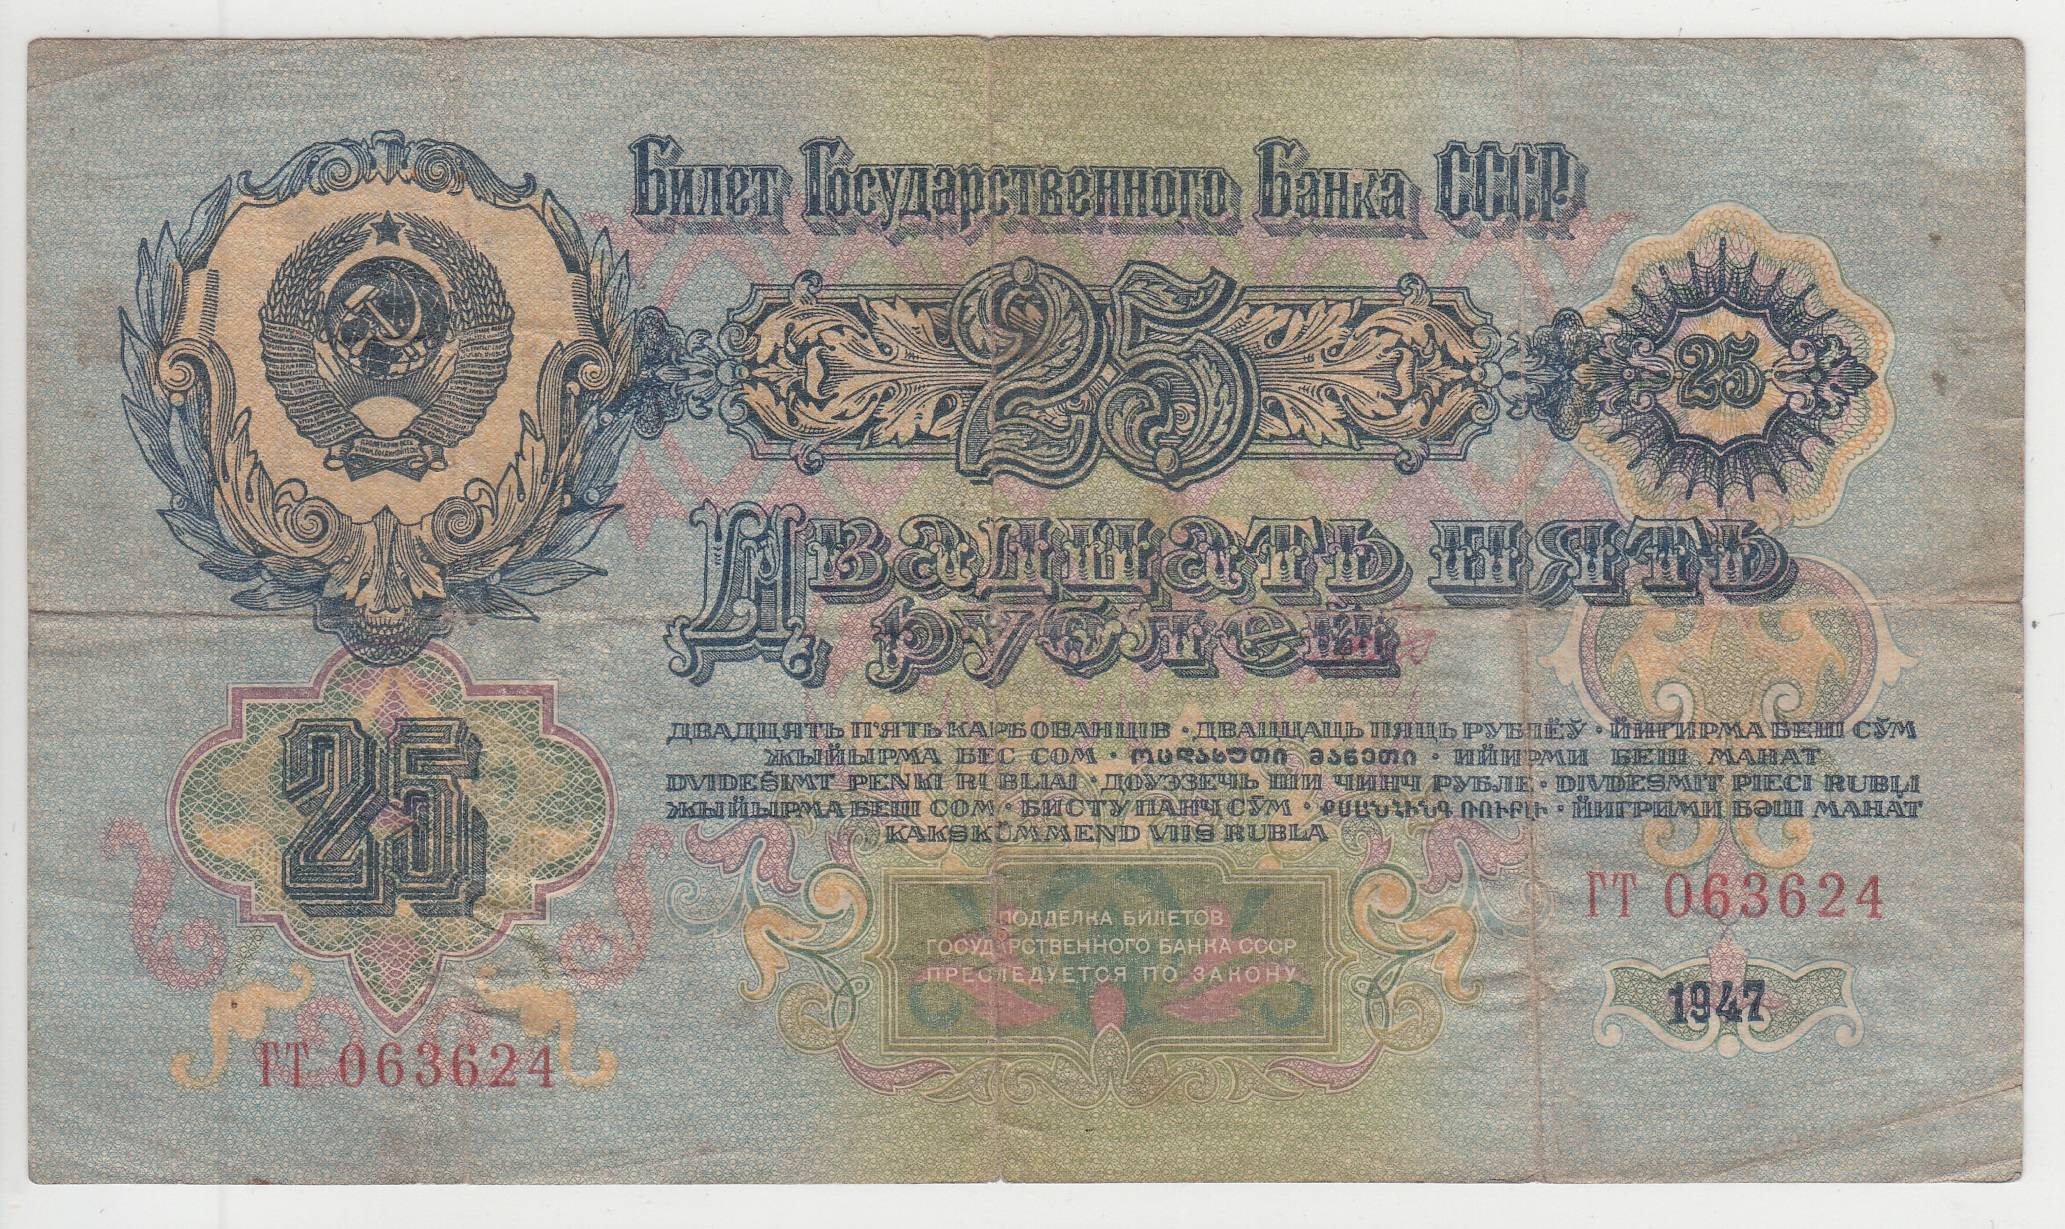 Билет Государственного Банка СССР
25
25
Двадцать пять
рублей
25
ДВАДЦЯТЬ П'ЯТЬ КАРБОВАНЦІВ · ДВАЦЦАЦЬ ПЯЦЬ РУБЛЁЎ · ЙИГИРМА БЕШ СЎМ
ЖЫЙЫРМА БЕС СОМ · ოცდახუთი მანეთი · ИЙИРМИ БЕШ МАНАТ
DVIDEŠIMT PENKI RUBLIAI · ДОУЭЗЕЧЬ ШИ ЧИНЧ РУБЛЕ · DIVDESMIT PIECI RUBĻI
ЖЫЙЫРМА БЕШ СОМ · БИСТУ ПАНҶ СӮМ · ՔՍԱՆՀԻՆԳ ՌՈՒԲԼԻ · ЙИГРИМИ БӘШ МАНАТ
KAKSKÜMMEND VIIS RUBLA
ГТ 063624
ПОДДЕЛКА БИЛЕТОВ
ГОСУДАРСТВЕННОГО БАНКА СССР
ПРЕСЛЕДУЕТСЯ ПО ЗАКОНУ
1947
ГТ 063624